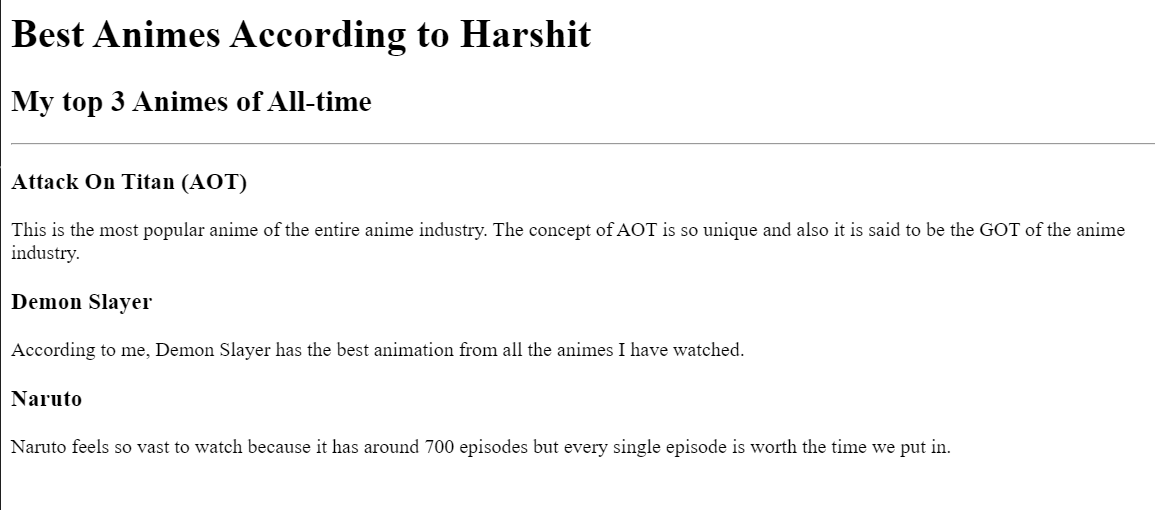 Best Animes According to Harshit
My top 3 Animes of All-time
Attack On Titan (AOT)
This is the most popular anime of the entire anime industry. The concept of AOT is so unique and also it is said to be the GOT of the anime
industry.
Demon Slayer
According to me, Demon Slayer has the best animation from all the animes I have watched.
Naruto
Naruto feels so vast to watch because it has around 700 episodes but every single episode is worth the time we put in.